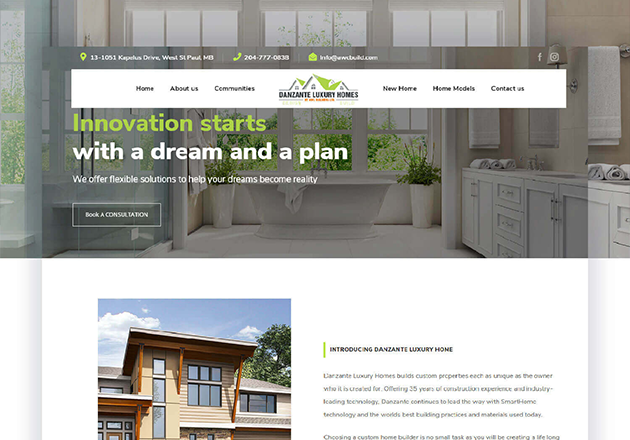 13-1051 Kapelus Drive, West St Paul, MB 204-777-0838 info@awcbuild.com
Home About us Communities DANZANTE LUXURY HOMES New Home Home Models Contact us
Innovation starts
with a dream and a plan
We offer flexible solutions to help your dreams become reality
Book A CONSULTATION
INTRODUCING DANZANTE LUXURY HOME
Danzante Luxury Homes builds custom properties each as unique as the owner
who it is created for. Offering 35 years of construction experience and industry-
leading technology, Danzante continues to lead the way with SmartHome
technology and the worlds best building practices and materials used today.
Choosing a custom home builder is no small task as you will be creating a life long